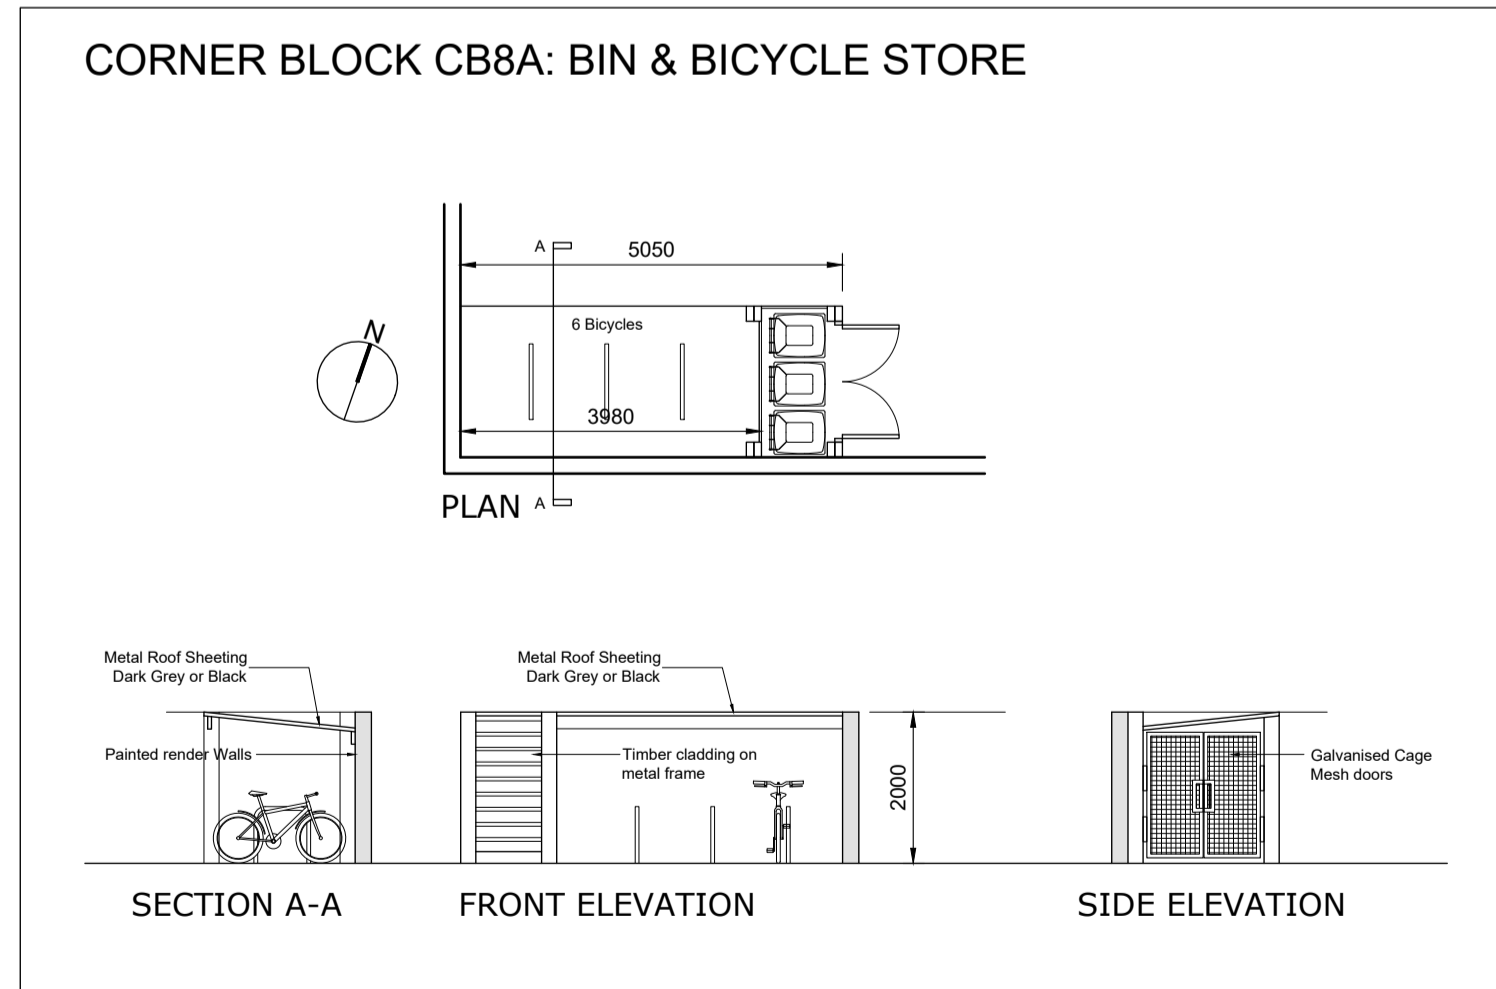 CORNER BLOCK CB8A: BIN & BICYCLE STORE
A
5050
N
6 Bicycles
3980
PLAN
A
Metal Roof Sheeting
Dark Grey or Black
Painted render Walls
Metal Roof Sheeting
Dark Grey or Black
Timber cladding on
metal frame
2000
Galvanised Cage
Mesh doors
SECTION A-A
FRONT ELEVATION
SIDE ELEVATION